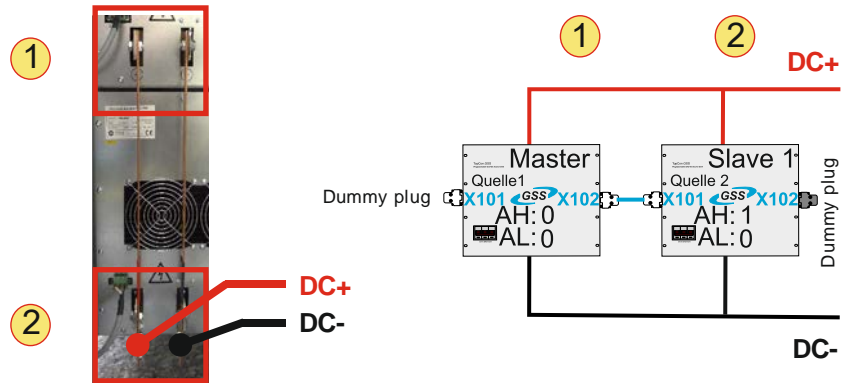 1
2
DC+
DC-
1
2
DC+
Master
Quelle1
Dummy plug
X101
GSS
X102
AH:0
AL:0
Slave 1
Quelle 2
X101
GSS
X102
AH:1
AL:0
Dummy plug
DC-